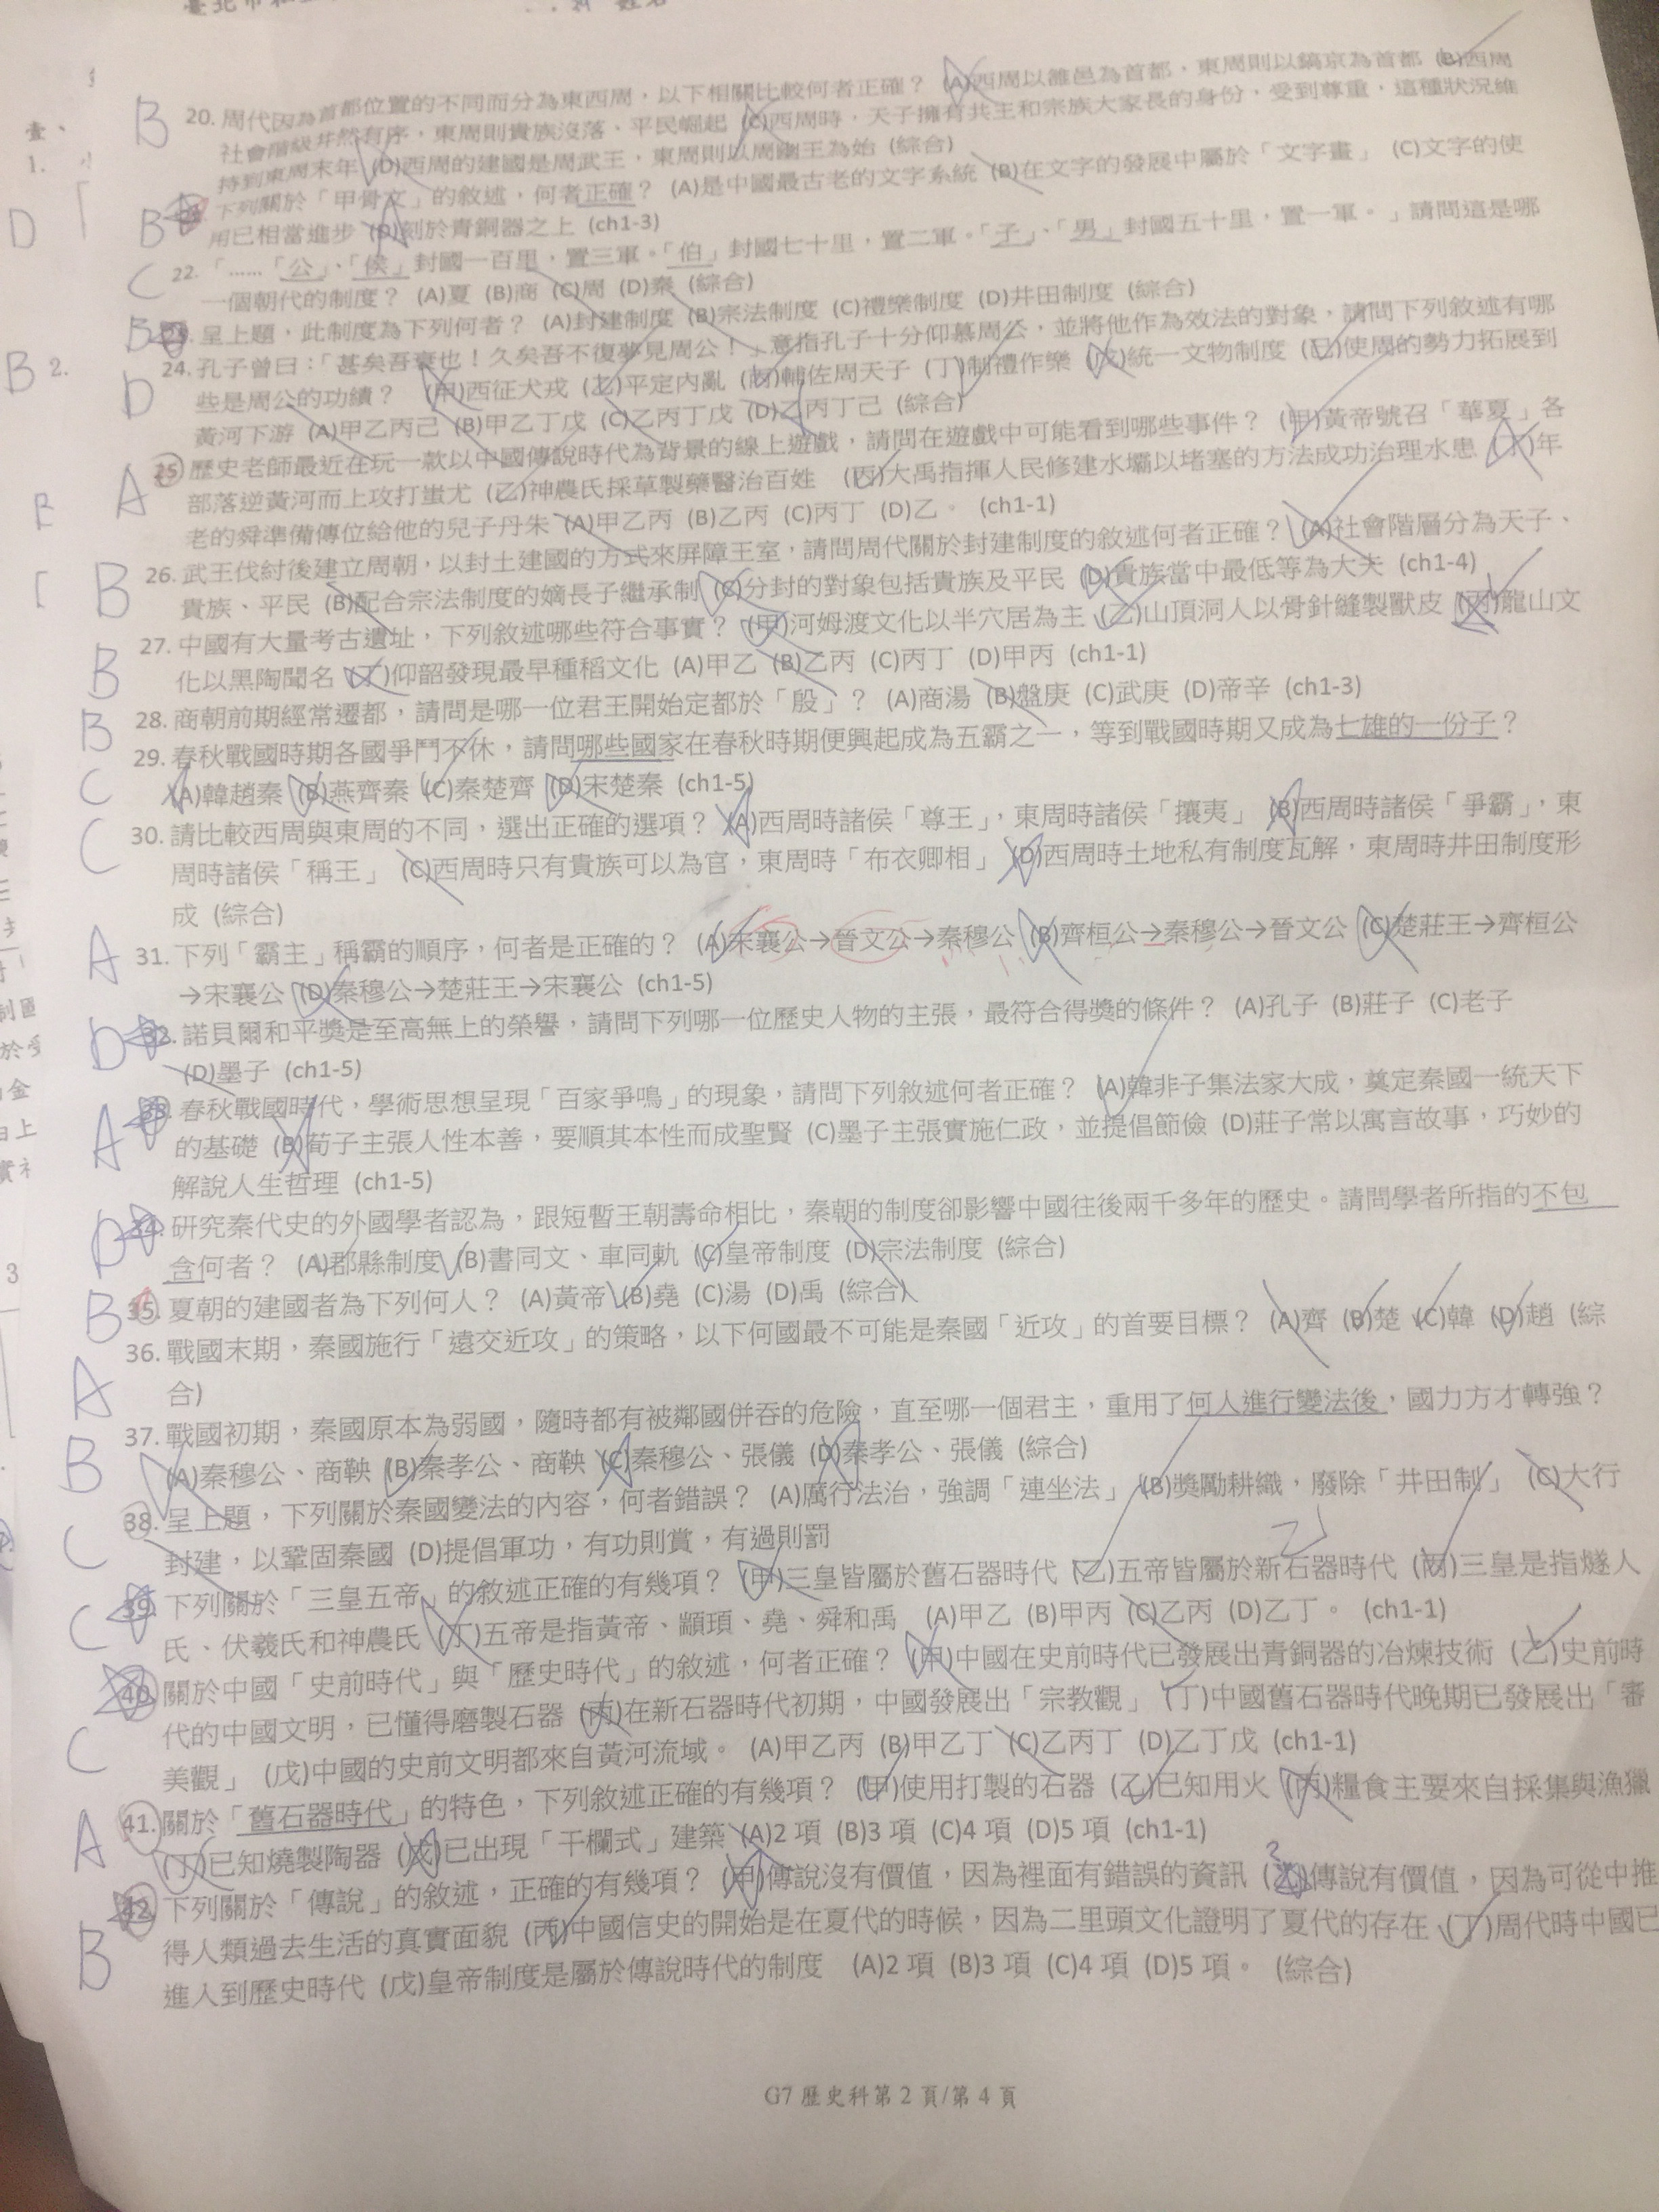 B 20. 周代因為首都位置的不同而分為東西周，以下相關比較何者正確？ (A)西周以雒邑為首都，東周則以鎬京為首都 (B)西周
社會階級井然有序，東周則貴族沒落、平民崛起 (C)西周時，天子擁有共主和宗族大家長的身份，受到尊重，這種狀況維
持到東周末年 (D)西周的建國是周武王，東周則以周幽王為始 (綜合)
B 下列關於「甲骨文」的敘述，何者正確？ (A)是中國最古老的文字系統 (B)在文字的發展中屬於「文字畫」 (C)文字的使
用已相當進步 (D)刻於青銅器之上 (ch1-3)
C 22. 「……「公」、「侯」封國一百里，置三軍。「伯」封國七十里，置二軍。「子」、「男」封國五十里，置一軍。」請問這是哪
一個朝代的制度？ (A)夏 (B)商 (C)周 (D)秦 (綜合)
B 呈上題，此制度為下列何者？ (A)封建制度 (B)宗法制度 (C)禮樂制度 (D)井田制度 (綜合)
D 24. 孔子曾曰：「甚矣吾衰也！久矣吾不復夢見周公！」意指孔子十分仰慕周公，並將他作為效法的對象，請問下列敘述有哪
些是周公的功績？ (甲)西征犬戎 (乙)平定內亂 (丙)輔佐周天子 (丁)制禮作樂 (戊)統一文物制度 (己)使周的勢力拓展到
黃河下游 (A)甲乙丙己 (B)甲乙丁戊 (C)乙丙丁戊 (D)乙丙丁己 (綜合)
A 25 歷史老師最近在玩一款以中國傳說時代為背景的線上遊戲，請問在遊戲中可能看到哪些事件？ (甲)黃帝號召「華夏」各
部落逆黃河而上攻打蚩尤 (乙)神農氏採草製藥醫治百姓 (丙)大禹指揮人民修建水壩以堵塞的方法成功治理水患 (丁)年
老的舜準備傳位給他的兒子丹朱 (A)甲乙丙 (B)乙丙 (C)丙丁 (D)乙。 (ch1-1)
B 26. 武王伐紂後建立周朝，以封土建國的方式來屏障王室，請問周代關於封建制度的敘述何者正確？ (A)社會階層分為天子、
貴族、平民 (B)配合宗法制度的嫡長子繼承制 (C)分封的對象包括貴族及平民 (D)貴族當中最低等為大夫 (ch1-4)
B 27. 中國有大量考古遺址，下列敘述哪些符合事實？ (甲)河姆渡文化以半穴居為主 (乙)山頂洞人以骨針縫製獸皮 (丙)龍山文
化以黑陶聞名 (丁)仰韶發現最早種稻文化 (A)甲乙 (B)乙丙 (C)丙丁 (D)甲丙 (ch1-1)
B 28. 商朝前期經常遷都，請問是哪一位君王開始定都於「殷」？ (A)商湯 (B)盤庚 (C)武庚 (D)帝辛 (ch1-3)
C 29. 春秋戰國時期各國爭鬥不休，請問哪些國家在春秋時期便興起成為五霸之一，等到戰國時期又成為七雄的一份子？
(A)韓趙秦 (B)燕齊秦 (C)秦楚齊 (D)宋楚秦 (ch1-5)
C 30. 請比較西周與東周的不同，選出正確的選項？ (A)西周時諸侯「尊王」，東周時諸侯「攘夷」 (B)西周時諸侯「爭霸」，東
周時諸侯「稱王」 (C)西周時只有貴族可以為官，東周時「布衣卿相」 (D)西周時土地私有制度瓦解，東周時井田制度形
成 (綜合)
A 31. 下列「霸主」稱霸的順序，何者是正確的？ (A)宋襄公→晉文公→秦穆公 (B)齊桓公→秦穆公→晉文公 (C)楚莊王→齊桓公
→宋襄公 (D)秦穆公→楚莊王→宋襄公 (ch1-5)
D 32. 諾貝爾和平獎是至高無上的榮譽，請問下列哪一位歷史人物的主張，最符合得獎的條件？ (A)孔子 (B)莊子 (C)老子
(D)墨子 (ch1-5)
A 33. 春秋戰國時代，學術思想呈現「百家爭鳴」的現象，請問下列敘述何者正確？ (A)韓非子集法家大成，奠定秦國一統天下
的基礎 (B)荀子主張人性本善，要順其本性而成聖賢 (C)墨子主張實施仁政，並提倡節儉 (D)莊子常以寓言故事，巧妙的
解說人生哲理 (ch1-5)
D 34. 研究秦代史的外國學者認為，跟短暫王朝壽命相比，秦朝的制度卻影響中國往後兩千多年的歷史。請問學者所指的不包
含何者？ (A)郡縣制度 (B)書同文、車同軌 (C)皇帝制度 (D)宗法制度 (綜合)
B 35. 夏朝的建國者為下列何人？ (A)黃帝 (B)堯 (C)湯 (D)禹 (綜合)
A 36. 戰國末期，秦國施行「遠交近攻」的策略，以下何國最不可能是秦國「近攻」的首要目標？ (A)齊 (B)楚 (C)韓 (D)趙 (綜
合)
B 37. 戰國初期，秦國原本為弱國，隨時都有被鄰國併吞的危險，直至哪一個君主，重用了何人進行變法後，國力方才轉強？
(A)秦穆公、商鞅 (B)秦孝公、商鞅 (C)秦穆公、張儀 (D)秦孝公、張儀 (綜合)
C 38. 呈上題，下列關於秦國變法的內容，何者錯誤？ (A)厲行法治，強調「連坐法」 (B)獎勵耕織，廢除「井田制」 (C)大行
封建，以鞏固秦國 (D)提倡軍功，有功則賞，有過則罰
C 39. 下列關於「三皇五帝」的敘述正確的有幾項？ (甲)三皇皆屬於舊石器時代 (乙)五帝皆屬於新石器時代 (丙)三皇是指燧人
氏、伏羲氏和神農氏 (丁)五帝是指黃帝、顓頊、堯、舜和禹 (A)甲乙 (B)甲丙 (C)乙丙 (D)乙丁。 (ch1-1)
C 40. 關於中國「史前時代」與「歷史時代」的敘述，何者正確？ (甲)中國在史前時代已發展出青銅器的冶煉技術 (乙)史前時
代的中國文明，已懂得磨製石器 (丙)在新石器時代初期，中國發展出「宗教觀」 (丁)中國舊石器時代晚期已發展出「審
美觀」 (戊)中國的史前文明都來自黃河流域。 (A)甲乙丙 (B)甲乙丁 (C)乙丙丁 (D)乙丁戊 (ch1-1)
A 41. 關於「舊石器時代」的特色，下列敘述正確的有幾項？ (甲)使用打製的石器 (乙)已知用火 (丙)糧食主要來自採集與漁獵
(丁)已知燒製陶器 (戊)已出現「干欄式」建築 (A)2 項 (B)3 項 (C)4 項 (D)5 項 (ch1-1)
B 42. 下列關於「傳說」的敘述，正確的有幾項？ (甲)傳說沒有價值，因為裡面有錯誤的資訊 (乙)傳說有價值，因為可從中推
得人類過去生活的真實面貌 (丙)中國信史的開始是在夏代的時候，因為二里頭文化證明了夏代的存在 (丁)周代時中國已
進入到歷史時代 (戊)皇帝制度是屬於傳說時代的制度 (A)2 項 (B)3 項 (C)4 項 (D)5 項。 (綜合)
G7 歷史科第 2 頁/第 4 頁